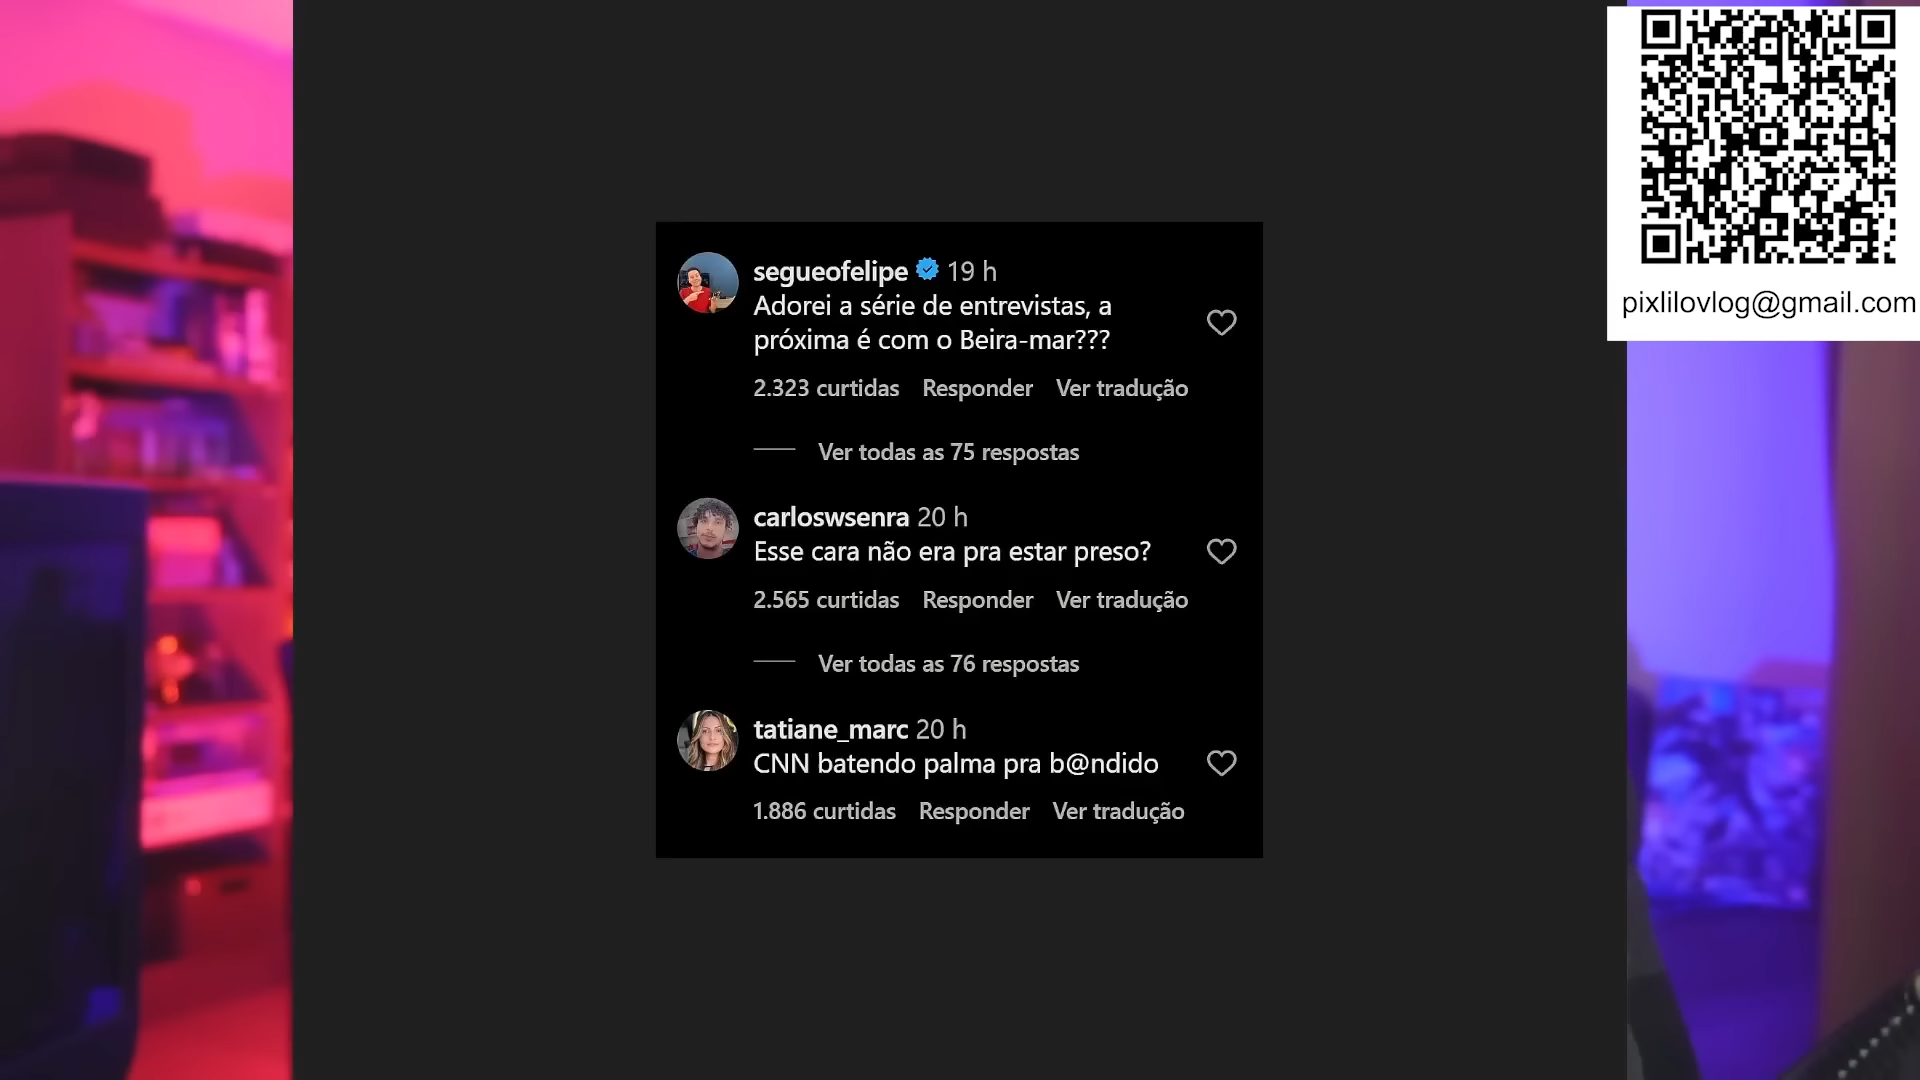 pixlilovlog@gmail.com
segueofelipe 19 h
Adorei a série de entrevistas, a
próxima é com o Beira-mar???
2.323 curtidas Responder Ver tradução
Ver todas as 75 respostas
carloswsenra 20 h
Esse cara não era pra estar preso?
2.565 curtidas Responder Ver tradução
Ver todas as 76 respostas
tatiane_marc 20 h
CNN batendo palma pra b@ndido
1.886 curtidas Responder Ver tradução